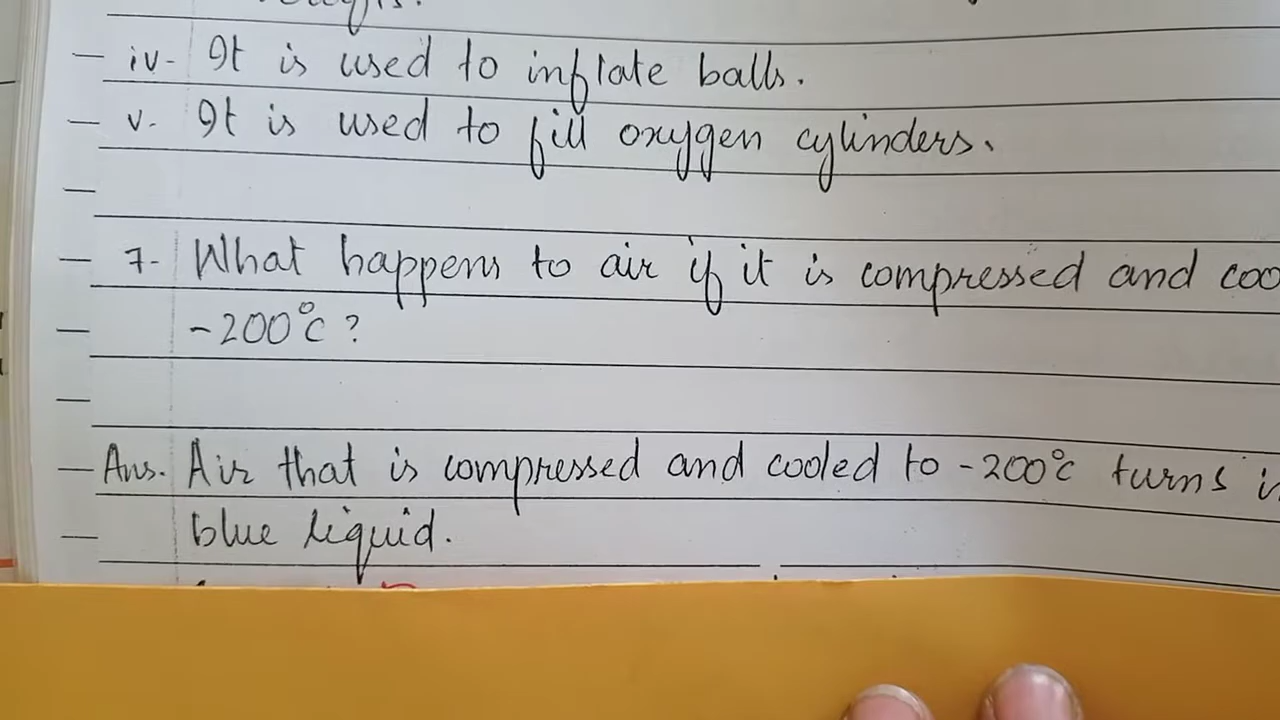 iv- It is used to inflate balls.
v. It is used to fill oxygen cylinders.
7- What happens to air if it is compressed and coo
-200°c?
Ans. Air that is compressed and cooled to -200°c turns i
blue liquid.